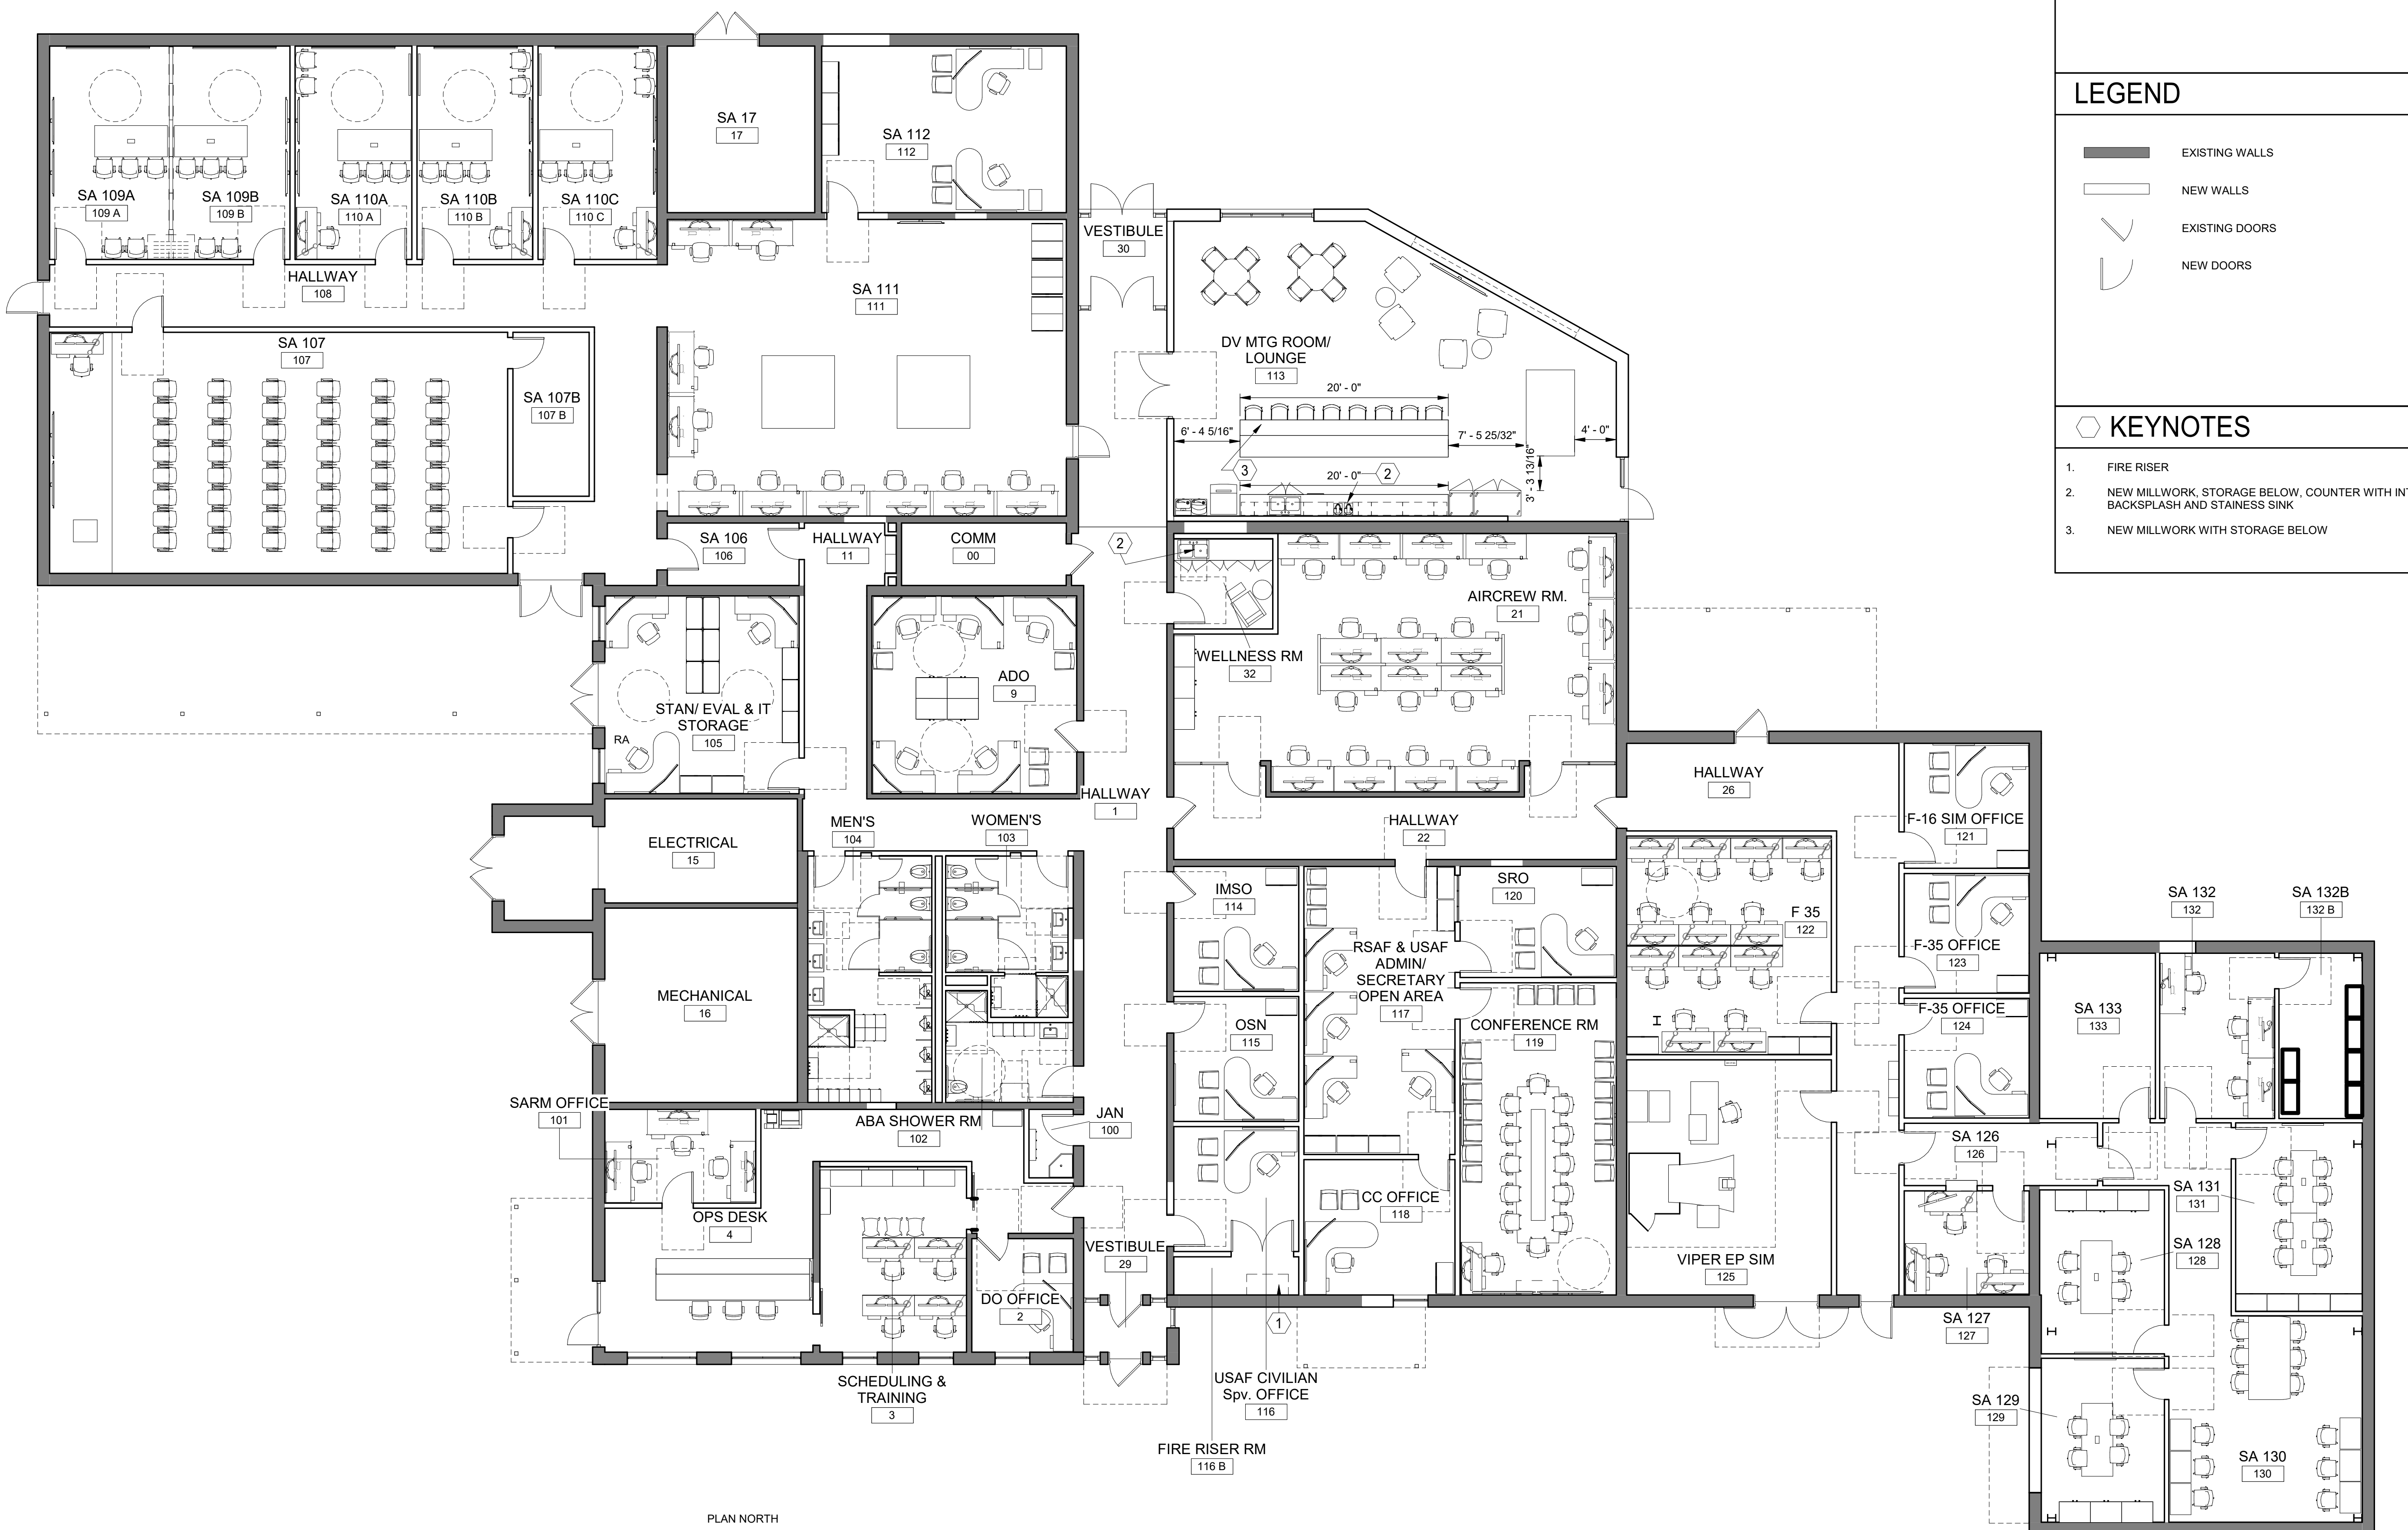 LEGEND
EXISTING WALLS
NEW WALLS
EXISTING DOORS
NEW DOORS
KEYNOTES
1. FIRE RISER
2. NEW MILLWORK, STORAGE BELOW, COUNTER WITH INT
BACKSPLASH AND STAINESS SINK
3. NEW MILLWORK WITH STORAGE BELOW
SA 17
17
SA 112
112
SA 109A
109 A
SA 109B
109 B
SA 110A
110 A
SA 110B
110 B
SA 110C
110 C
VESTIBULE
30
HALLWAY
108
SA 111
111
SA 107
107
SA 107B
107 B
DV MTG ROOM/
LOUNGE
113
20' - 0"
6' - 4 5/16"
7' - 5 25/32"
4' - 0"
3' - 3 13/16"
3
20' - 0"
2
SA 106
106
HALLWAY
11
COMM
00
2
AIRCREW RM.
21
WELLNESS RM
32
ADO
9
STAN/ EVAL & IT
STORAGE
105
RA
HALLWAY
1
HALLWAY
26
F-16 SIM OFFICE
121
ELECTRICAL
15
MEN'S
104
WOMEN'S
103
HALLWAY
22
IMSO
114
SRO
120
F 35
122
SA 132
132
SA 132B
132 B
RSAF & USAF
ADMIN/
SECRETARY
OPEN AREA
117
F-35 OFFICE
123
MECHANICAL
16
OSN
115
CONFERENCE RM
119
F-35 OFFICE
124
SA 133
133
SARM OFFICE
101
ABA SHOWER RM
102
JAN
100
SA 126
126
SA 131
131
CC OFFICE
118
OPS DESK
4
VESTIBULE
29
SA 128
128
VIPER EP SIM
125
DO OFFICE
2
1
SA 127
127
SCHEDULING &
TRAINING
3
USAF CIVILIAN
Spv. OFFICE
116
SA 129
129
FIRE RISER RM
116 B
SA 130
130
PLAN NORTH